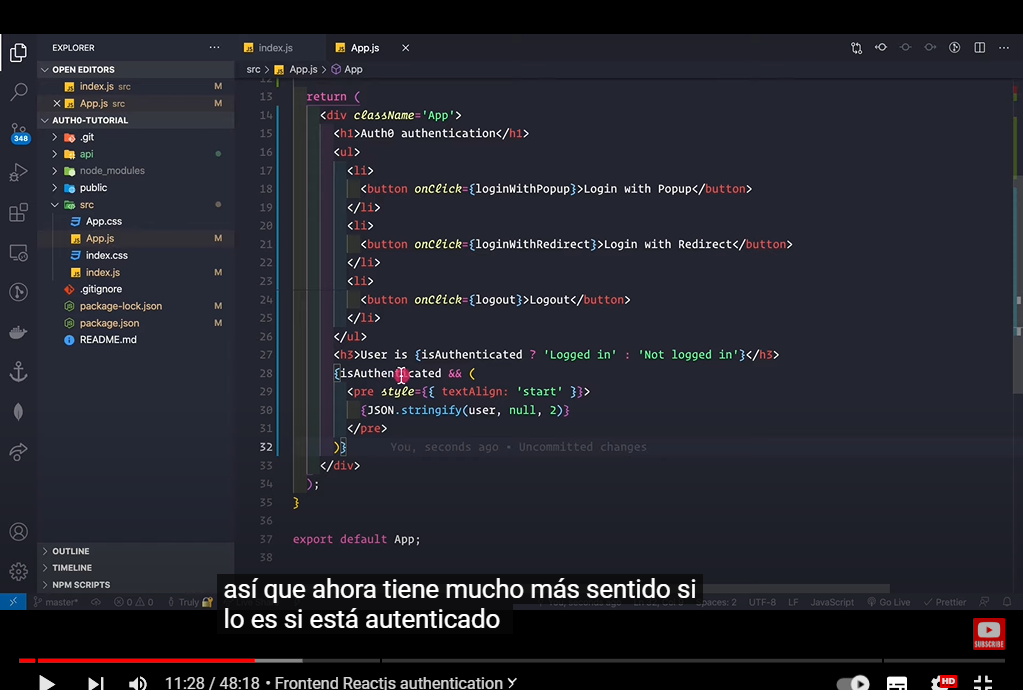 EXPLORER
index.js
App.js
OPEN EDITORS
src > App.js > App
index.js src M
App.js src M
AUTH0-TUTORIAL
.git
api
node_modules
public
src
App.css
App.js M
index.css
index.js M
.gitignore
package-lock.json M
package.json M
README.md
348
OUTLINE
TIMELINE
NPM SCRIPTS
12
13 return (
14 <div className='App'>
15 <h1>Auth0 authentication</h1>
16 <ul>
17 <li>
18 <button onClick={loginWithPopup}>Login with Popup</button>
19 </li>
20 <li>
21 <button onClick={loginWithRedirect}>Login with Redirect</button>
22 </li>
23 <li>
24 <button onClick={logout}>Logout</button>
25 </li>
26 </ul>
27 <h3>User is {isAuthenticated ? 'Logged in' : 'Not logged in'}</h3>
28 {isAuthenticated && (
29 <pre style={{ textAlign: 'start' }}>
30 {JSON.stringify(user, null, 2)}
31 </pre>
32 )} You, seconds ago • Uncommitted changes
33 </div>
34 );
35 }
36
37 export default App;
38
así que ahora tiene mucho más sentido si
lo es si está autenticado
master* 0 0 Truly Spaces: 2 UTF-8 LF JavaScript Go Live Prettier
SUBSCRIBE
11:28 / 48:18 • Frontend Reactjs authentication
HD